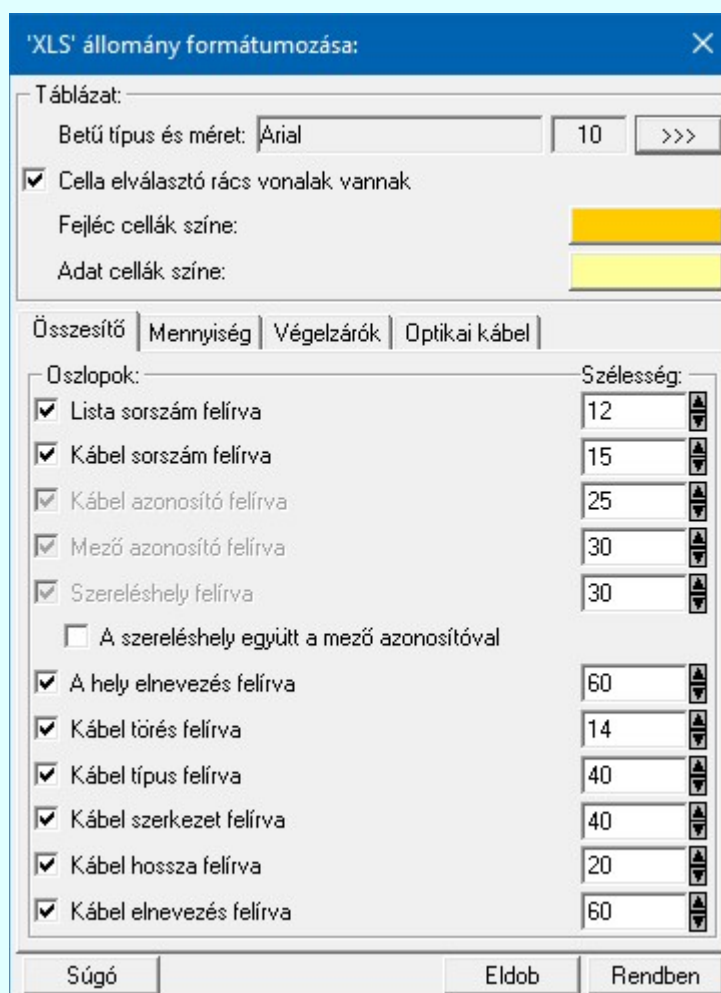 'XLS' állomány formátumozása:
Táblázat:
Betű típus és méret: Arial 10 >>>
Cella elválasztó rács vonalak vannak
Fejléc cellák színe:
Adat cellák színe:
Összesítő Mennyiség Végelzárók Optikai kábel
Oszlopok: Szélesség:
Lista sorszám felírva 12
Kábel sorszám felírva 15
Kábel azonosító felírva 25
Mező azonosító felírva 30
Szereléshely felírva 30
A szereléshely együtt a mező azonosítóval
A hely elnevezés felírva 60
Kábel törés felírva 14
Kábel típus felírva 40
Kábel szerkezet felírva 40
Kábel hossza felírva 20
Kábel elnevezés felírva 60
Súgó Eldob Rendben